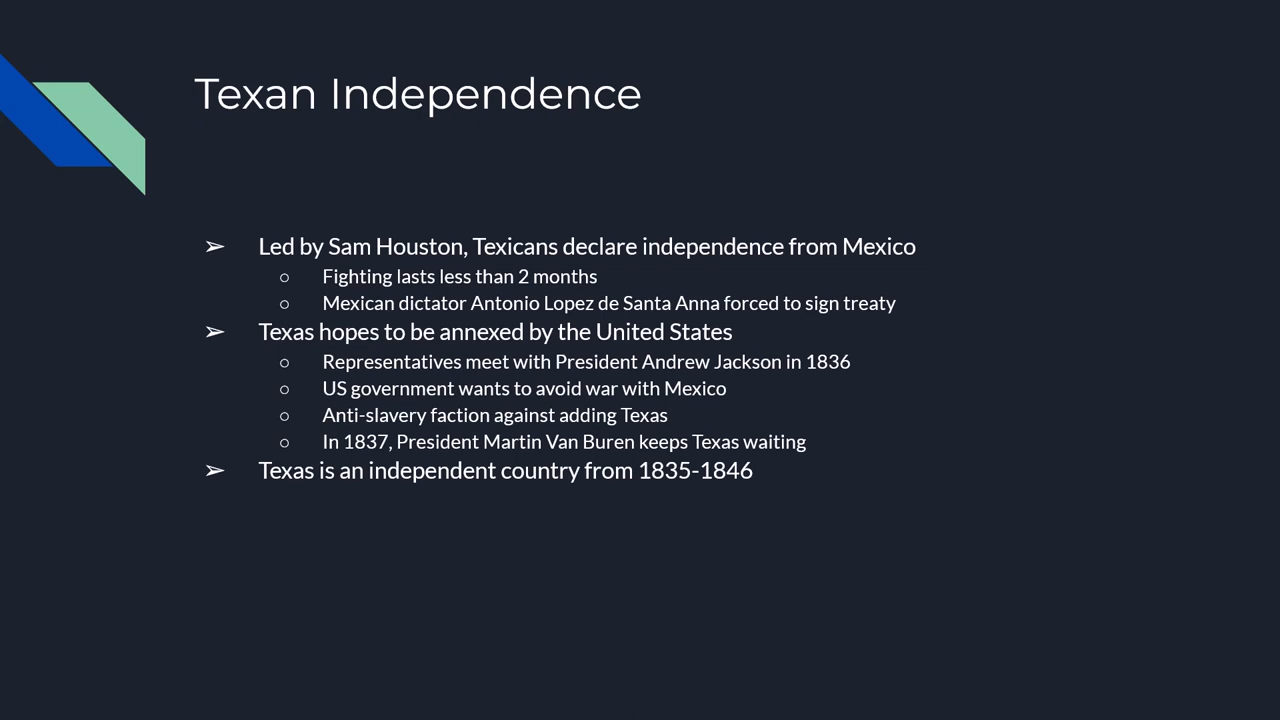 Texan Independence
➢ Led by Sam Houston, Texicans declare independence from Mexico
○ Fighting lasts less than 2 months
○ Mexican dictator Antonio Lopez de Santa Anna forced to sign treaty
➢ Texas hopes to be annexed by the United States
○ Representatives meet with President Andrew Jackson in 1836
○ US government wants to avoid war with Mexico
○ Anti-slavery faction against adding Texas
○ In 1837, President Martin Van Buren keeps Texas waiting
➢ Texas is an independent country from 1835-1846